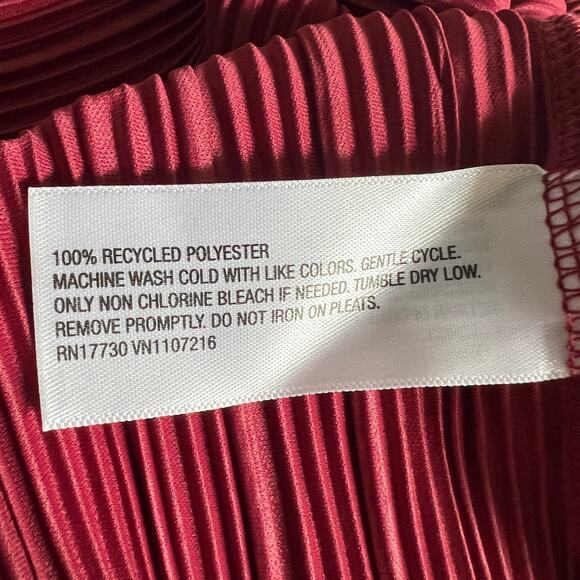 100% RECYCLED POLYESTER
MACHINE WASH COLD WITH LIKE COLORS. GENTLE CYCLE.
ONLY NON CHLORINE BLEACH IF NEEDED. TUMBLE DRY LOW.
REMOVE PROMPTLY. DO NOT IRON ON PLEATS.
RN17730 VN1107216